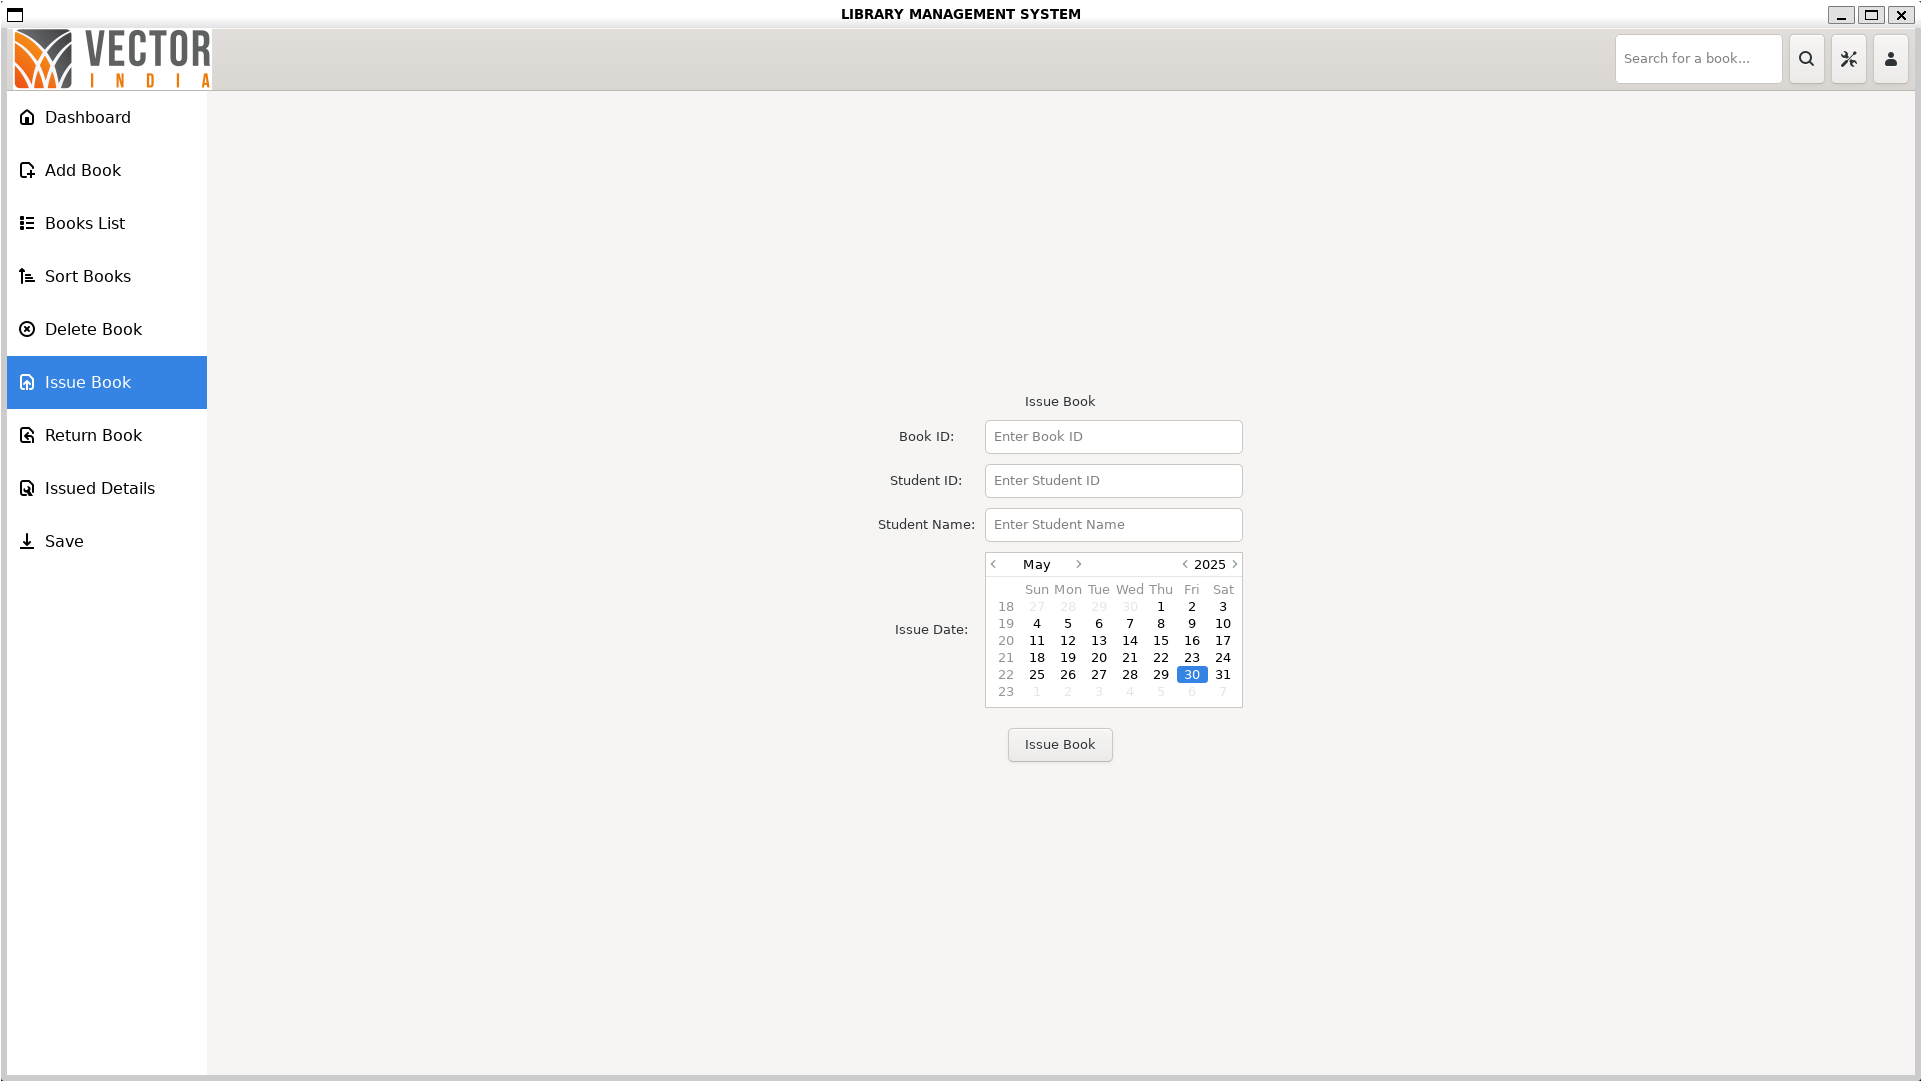 LIBRARY MANAGEMENT SYSTEM
VECTOR
INDIA
Search for a book...
Dashboard
Add Book
Books List
Sort Books
Delete Book
Issue Book
Return Book
Issued Details
Save
Issue Book
Book ID: Enter Book ID
Student ID: Enter Student ID
Student Name: Enter Student Name
Issue Date:
May 2025
Sun Mon Tue Wed Thu Fri Sat
18 27 28 29 30 1 2 3
19 4 5 6 7 8 9 10
20 11 12 13 14 15 16 17
21 18 19 20 21 22 23 24
22 25 26 27 28 29 30 31
23 1 2 3 4 5 6 7
Issue Book